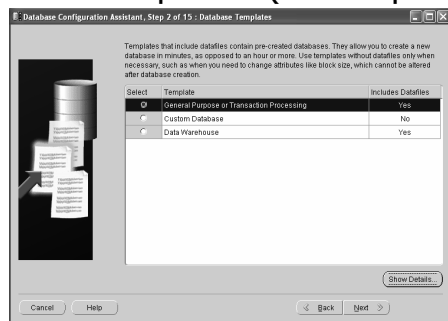 Database Configuration Assistant, Step 2 of 15 : Database Templates
Templates that include datafiles contain pre-created databases. They allow you to create a new
database in minutes, as opposed to an hour or more. Use templates without datafiles only when
necessary, such as when you need to change attributes like block size, which cannot be altered
after database creation.
Select Template Includes Datafiles
General Purpose or Transaction Processing Yes
Custom Database No
Data Warehouse Yes
Show Details...
Cancel Help Back Next